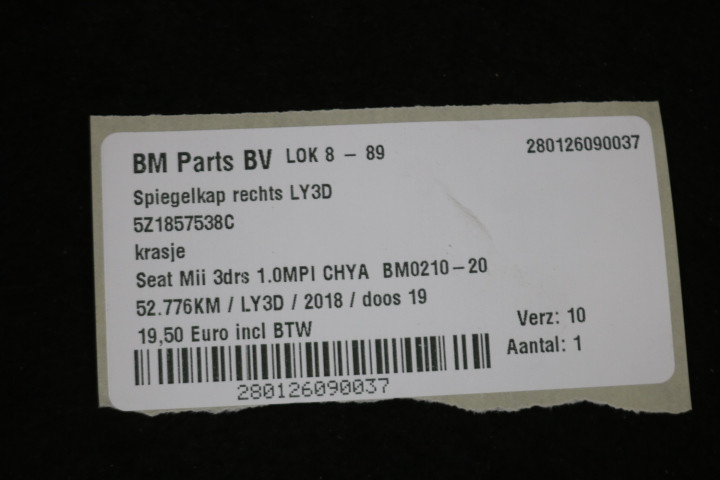 BM Parts BV LOK 8 - 89 280126090037
Spiegelkap rechts LY3D
5Z1857538C
krasje
Seat Mii 3drs 1.0MPI CHYA BM0210-20
52.776KM / LY3D / 2018 / doos 19
19,50 Euro incl BTW
Verz: 10
Aantal: 1
280126090037